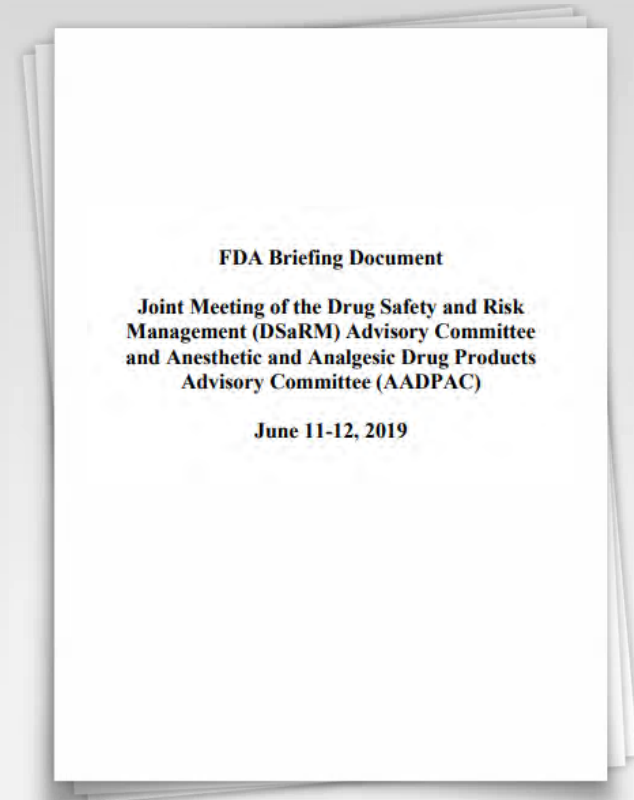 FDA Briefing Document
Joint Meeting of the Drug Safety and Risk
Management (DSaRM) Advisory Committee
and Anesthetic and Analgesic Drug Products
Advisory Committee (AADPAC)
June 11-12, 2019